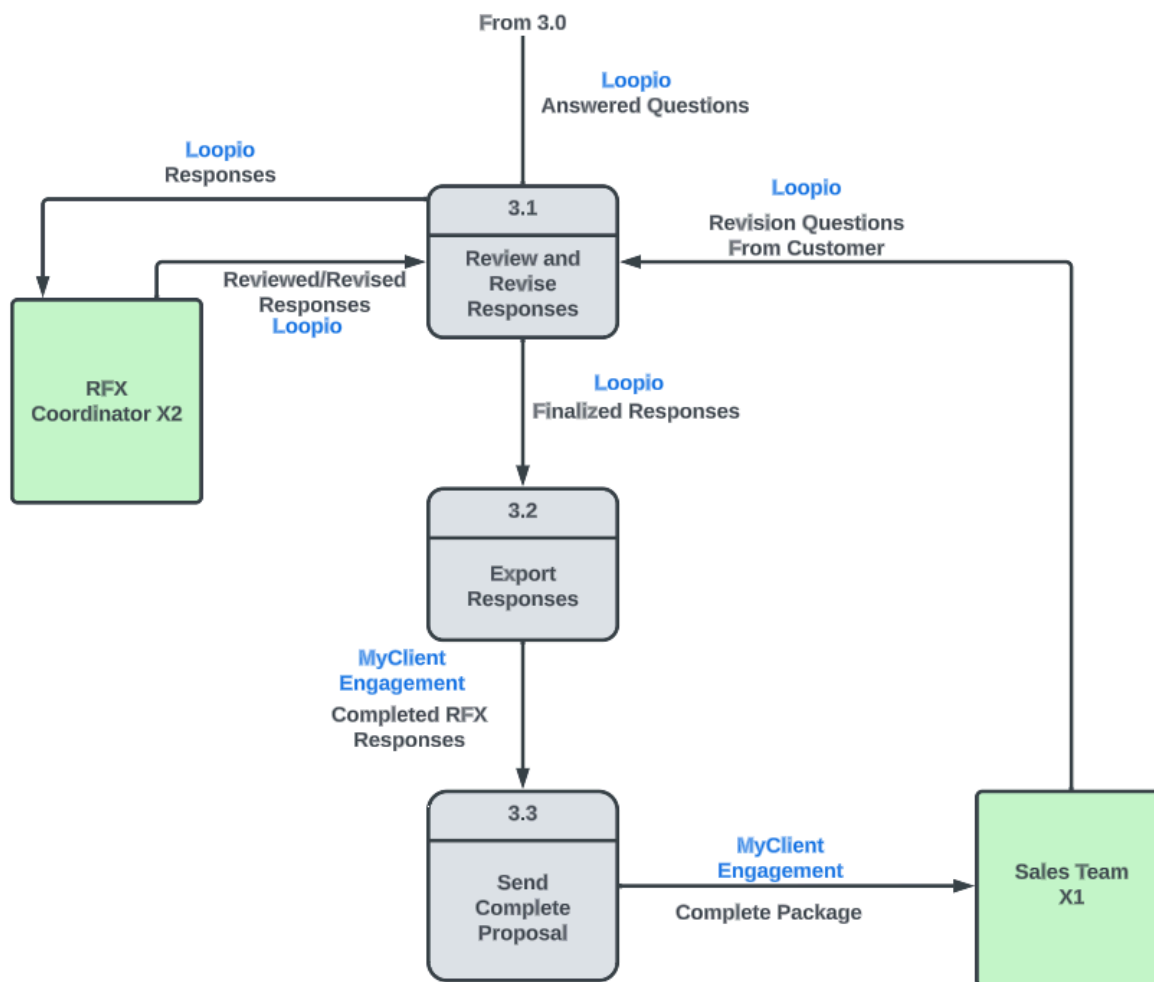 From 3.0
Loopio
Answered Questions
Loopio
Responses
3.1
Review and
Revise
Responses
Loopio
Revision Questions
From Customer
Reviewed/Revised
Responses
Loopio
RFX
Coordinator X2
Loopio
Finalized Responses
3.2
Export
Responses
MyClient
Engagement
Completed RFX
Responses
3.3
Send
Complete
Proposal
MyClient
Engagement
Complete Package
Sales Team
X1